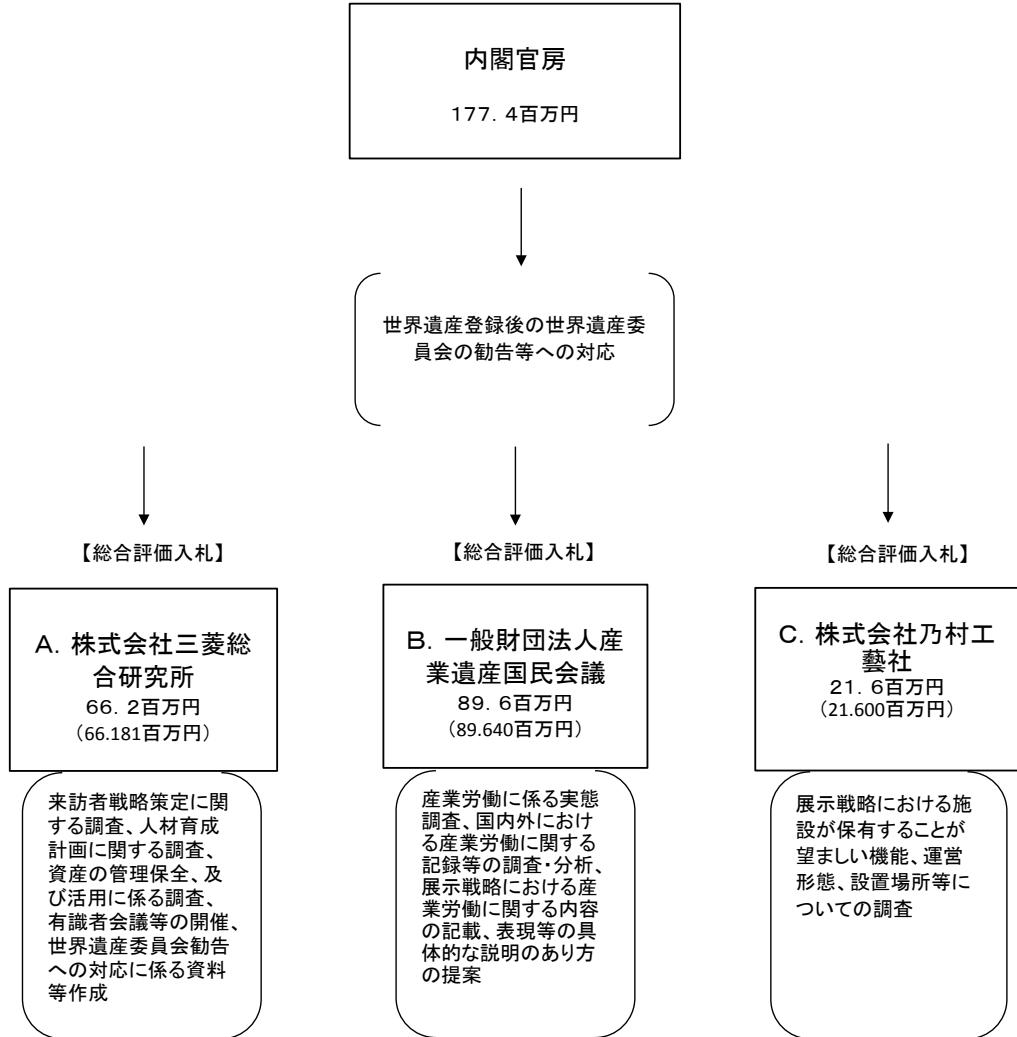 内閣官房
177．4百万円
世界遺産登録後の世界遺産委
員会の勧告等への対応
【総合評価入札】
【総合評価入札】
【総合評価入札】
A．株式会社三菱総
合研究所
66．2百万円
（66.181百万円）
B．一般財団法人産
業遺産国民会議
89．6百万円
（89.640百万円）
C．株式会社乃村工
藝社
21．6百万円
（21.600百万円）
来訪者戦略策定に関
する調査、人材育成
計画に関する調査、
資産の管理保全、及
び活用に係る調査、
有識者会議等の開催、
世界遺産委員会勧告
への対応に係る資料
等作成
産業労働に係る実態
調査、国内外におけ
る産業労働に関する
記録等の調査・分析、
展示戦略における産
業労働に関する内容
の記載、表現等の具
体的な説明のあり方
の提案
展示戦略における施
設が保有することが
望ましい機能、運営
形態、設置場所等に
ついての調査